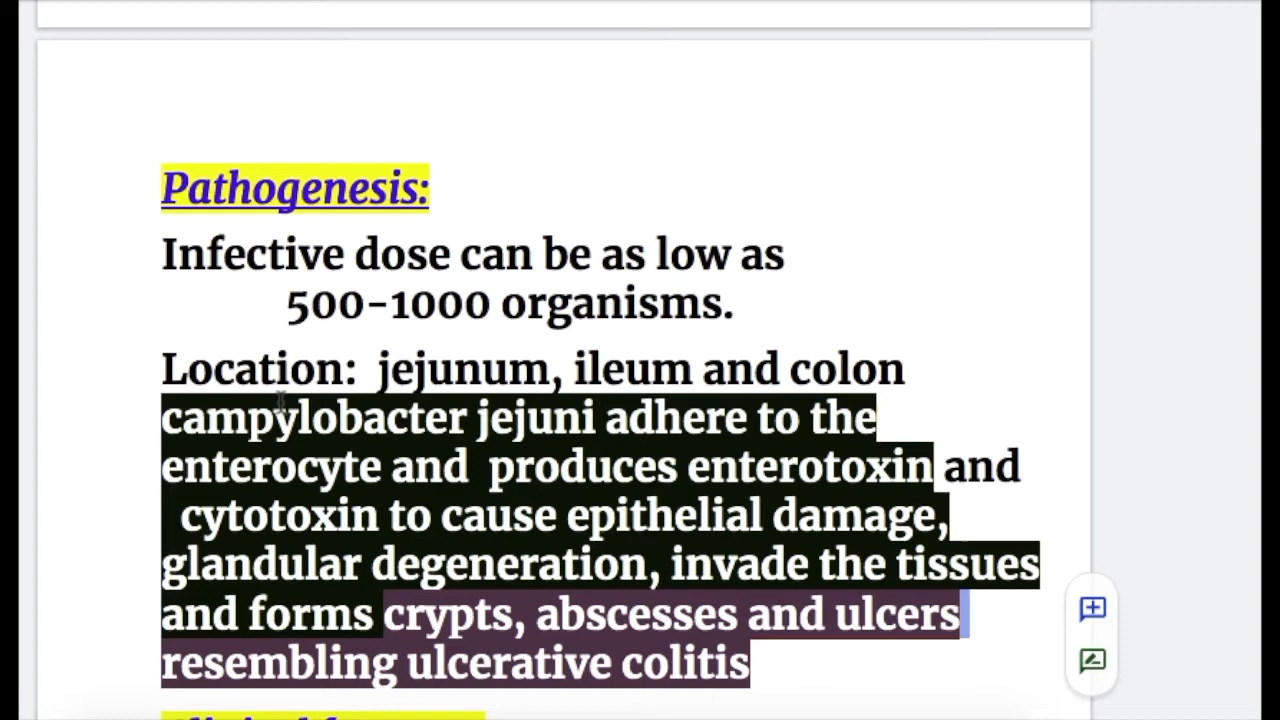 Pathogenesis:
Infective dose can be as low as
500-1000 organisms.
Location: jejunum, ileum and colon
campylobacter jejuni adhere to the
enterocyte and produces enterotoxin and
cytotoxin to cause epithelial damage,
glandular degeneration, invade the tissues
and forms crypts, abscesses and ulcers
resembling ulcerative colitis